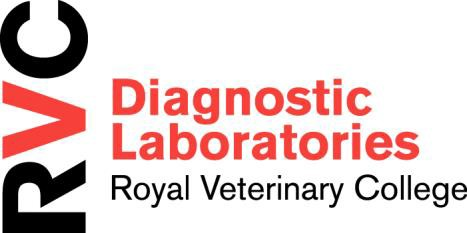 RVC
Diagnostic
Laboratories
Royal Veterinary College